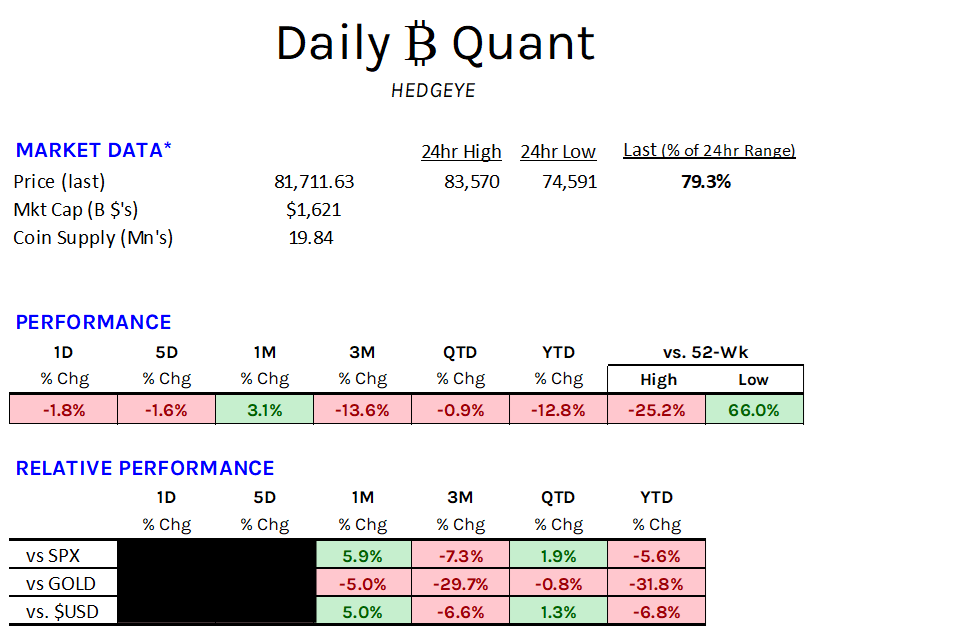 Daily ₿ Quant
HEDGEYE
MARKET DATA* 24hr High 24hr Low Last (% of 24hr Range)
Price (last) 81,711.63 83,570 74,591 79.3%
Mkt Cap (B $'s) $1,621
Coin Supply (Mn's) 19.84
PERFORMANCE
1D 5D 1M 3M QTD YTD vs. 52-Wk
% Chg % Chg % Chg % Chg % Chg % Chg High Low
-1.8% -1.6% 3.1% -13.6% -0.9% -12.8% -25.2% 66.0%
RELATIVE PERFORMANCE
1D 5D 1M 3M QTD YTD
% Chg % Chg % Chg % Chg % Chg % Chg
vs SPX 5.9% -7.3% 1.9% -5.6%
vs GOLD -5.0% -29.7% -0.8% -31.8%
vs. $USD 5.0% -6.6% 1.3% -6.8%